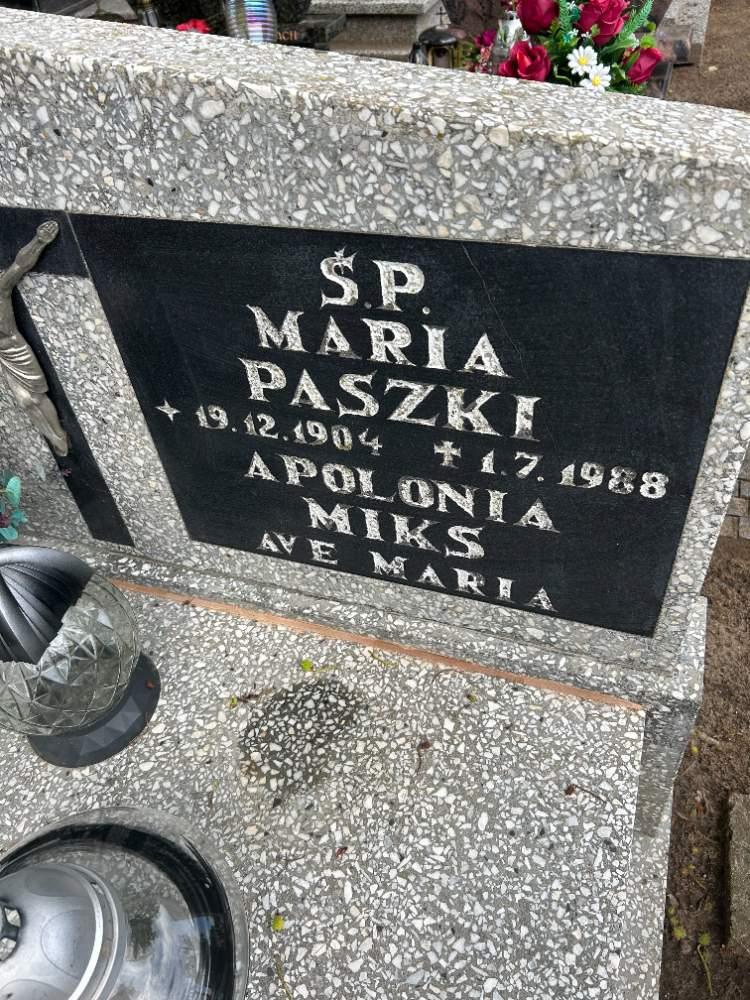 Ś.P.
MARIA
PASZKI
19.12.1904 1.7.1988
APOLONIA
MIKS
AVE MARIA